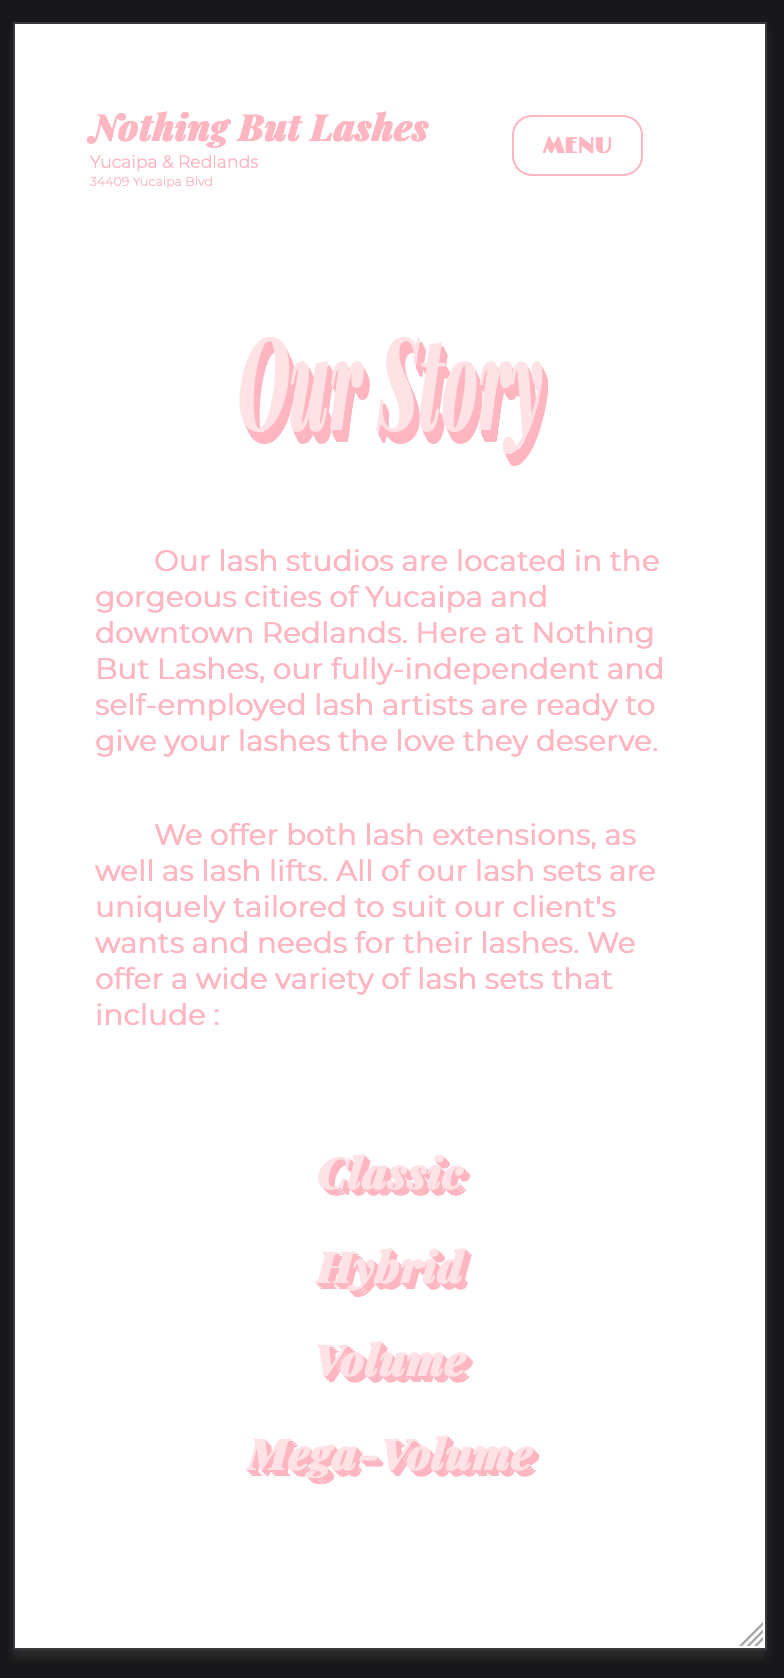 Nothing But Lashes
Yucaipa & Redlands
34409 Yucaipa Blvd
MENU
Our Story
Our lash studios are located in the
gorgeous cities of Yucaipa and
downtown Redlands. Here at Nothing
But Lashes, our fully-independent and
self-employed lash artists are ready to
give your lashes the love they deserve.
We offer both lash extensions, as
well as lash lifts. All of our lash sets are
uniquely tailored to suit our client's
wants and needs for their lashes. We
offer a wide variety of lash sets that
include :
Classic
Hybrid
Volume
Mega-Volume